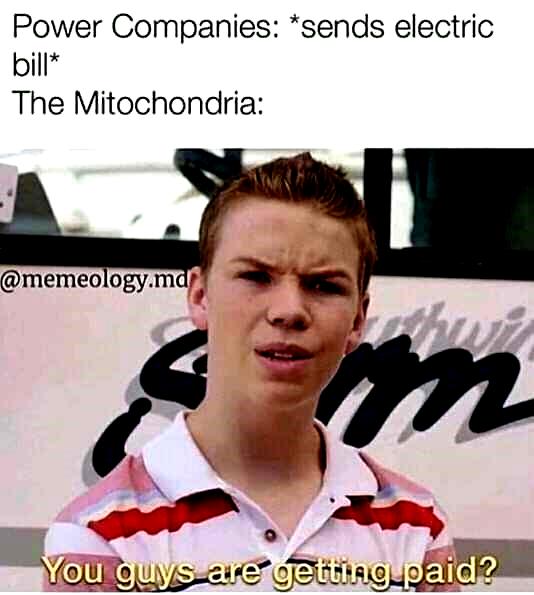 Power Companies: *sends electric
bill*
The Mitochondria:
@memeology.md
You guys are getting paid?